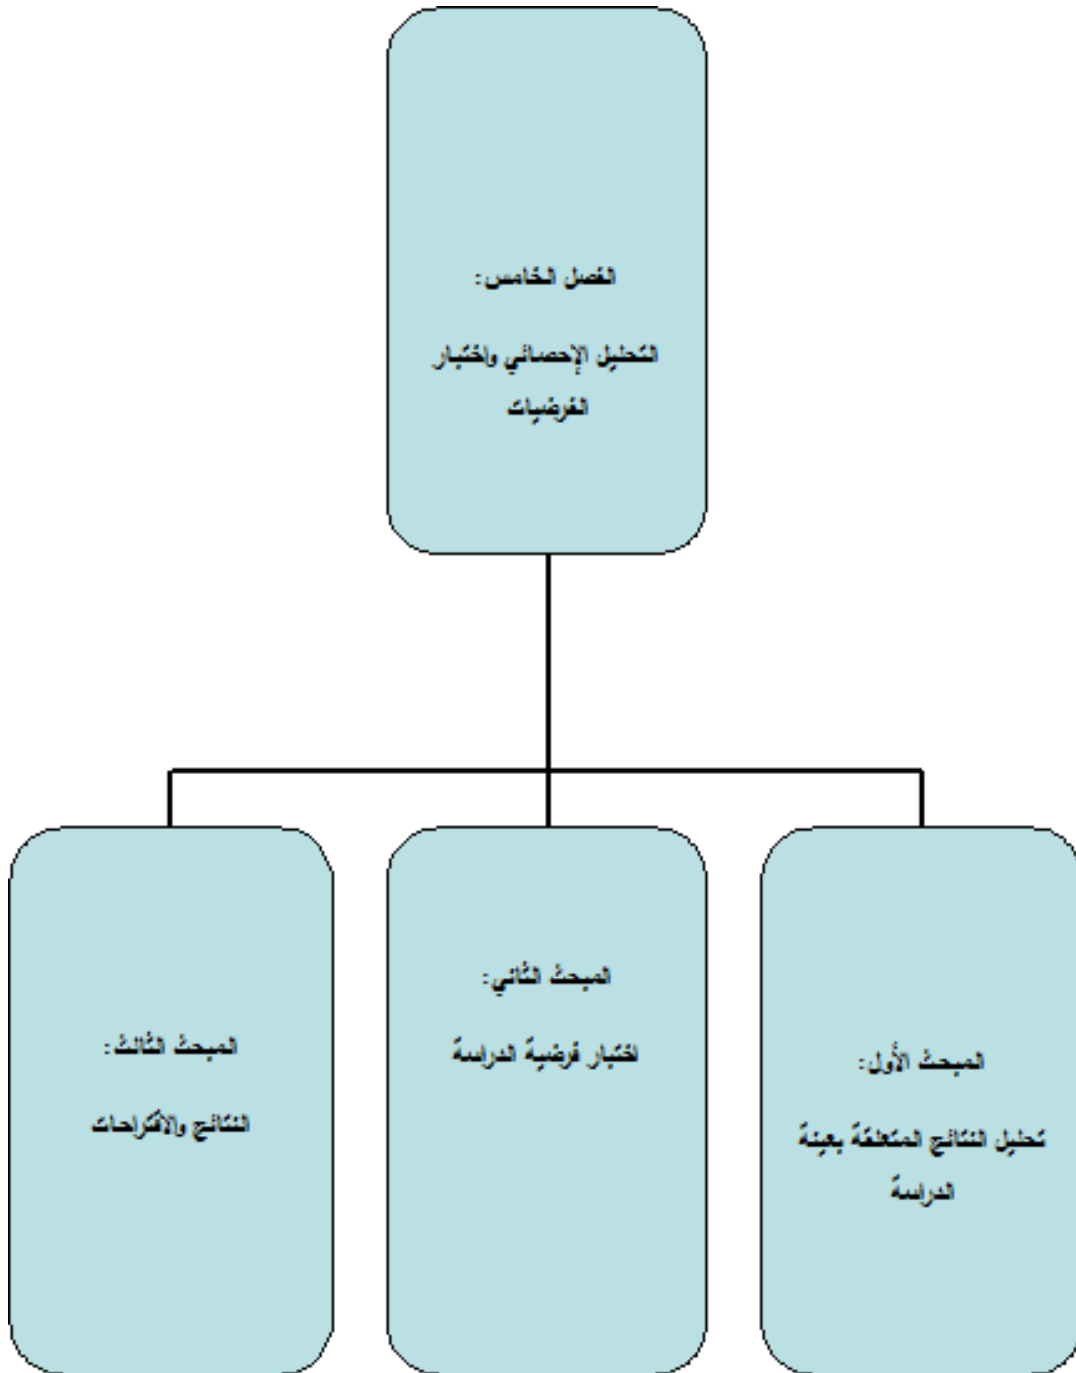 الفصل الخامس:
التحليل الإحصائي واختبار
الفرضيات
المبحث الأول:
تحليل النتائج المتعلقة بعينة
الدراسة
المبحث الثاني:
اختبار فرضية الدراسة
المبحث الثالث:
النتائج والاقتراحات